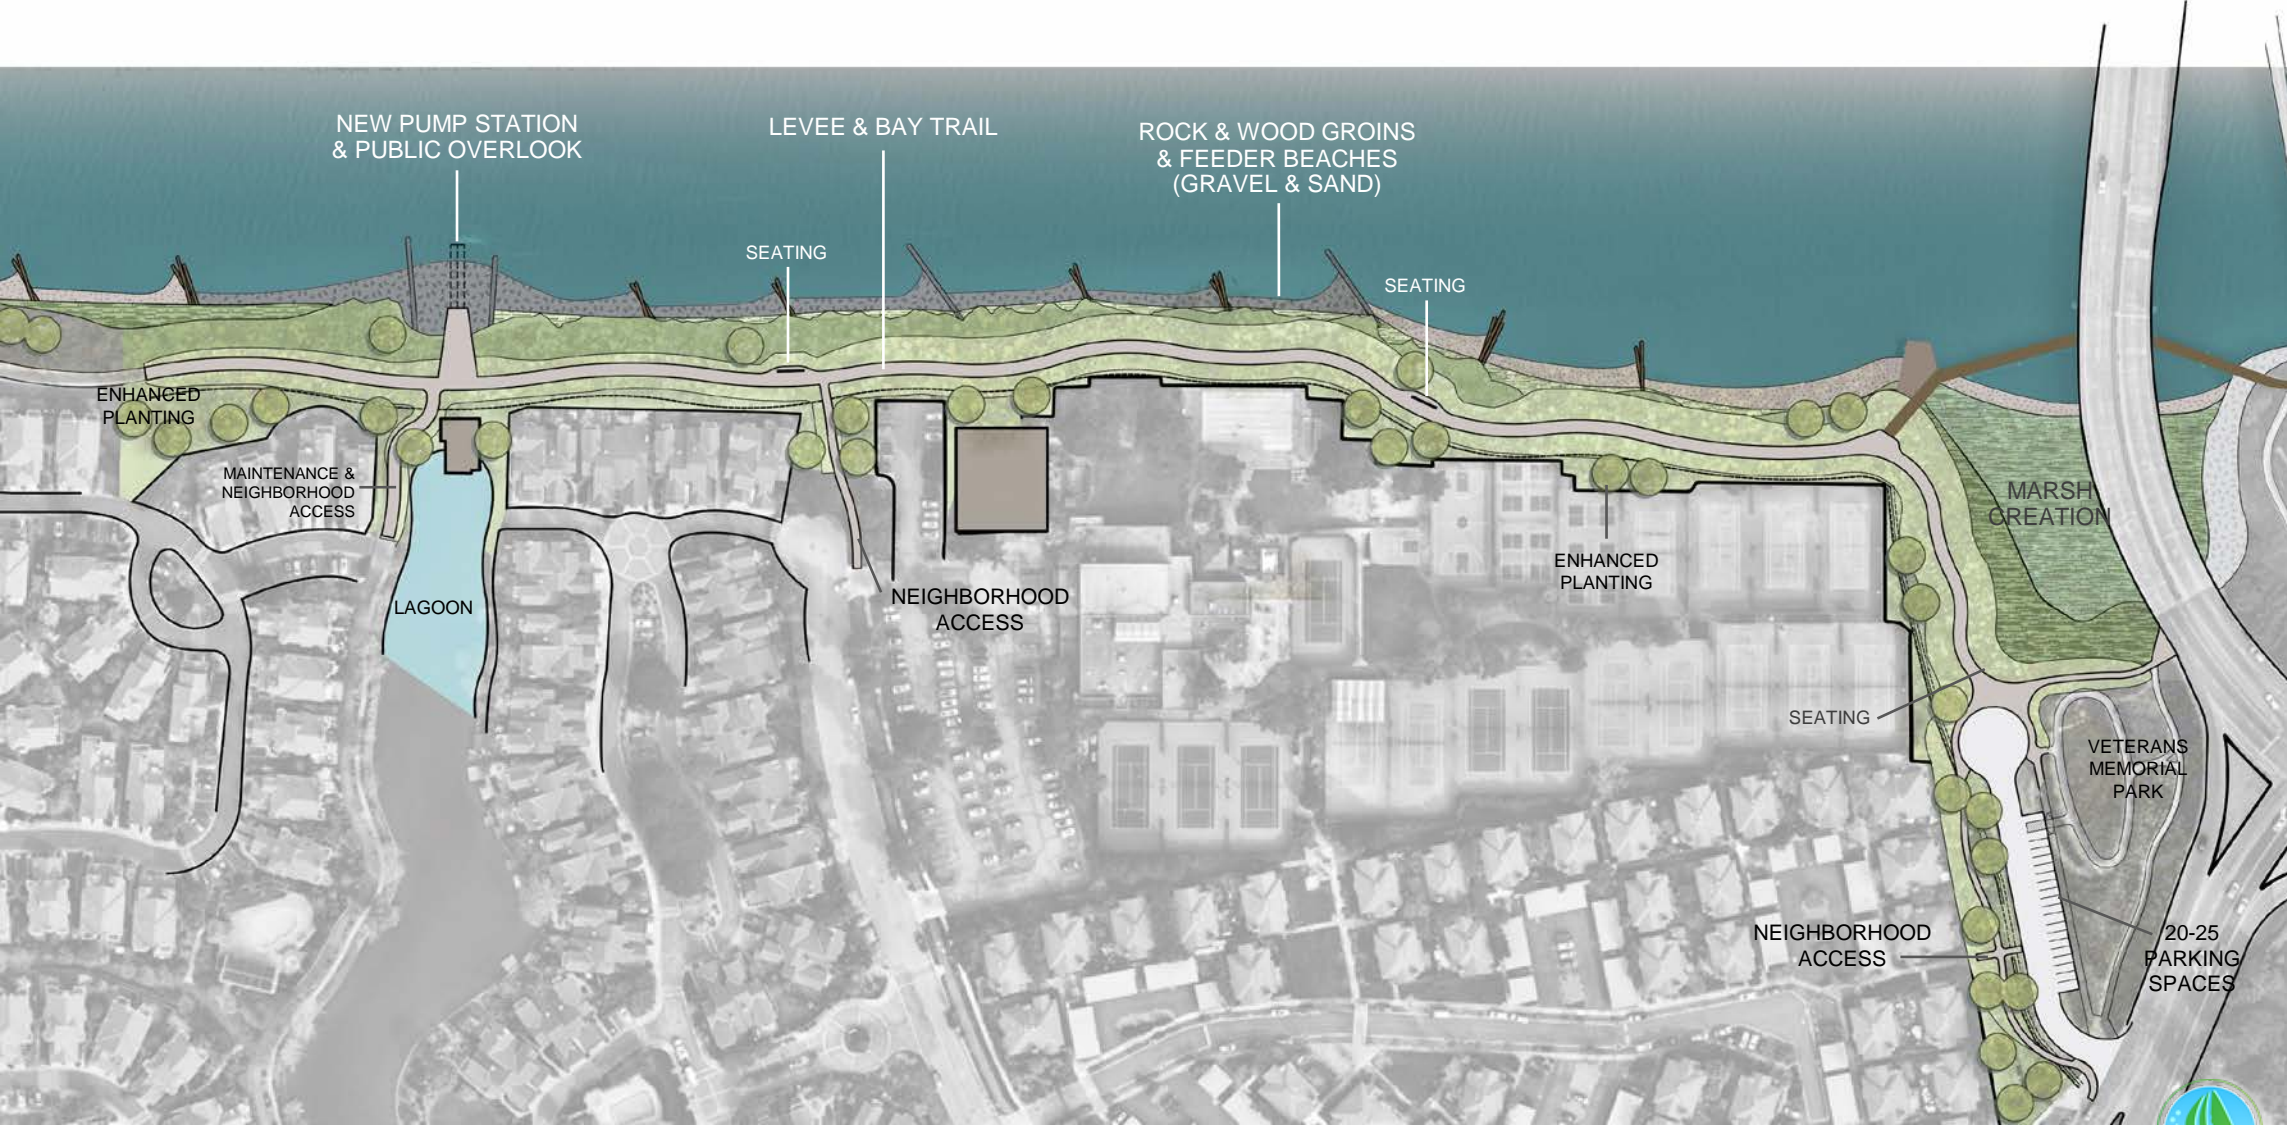 NEW PUMP STATION
& PUBLIC OVERLOOK
LEVEE & BAY TRAIL
ROCK & WOOD GROINS
& FEEDER BEACHES
(GRAVEL & SAND)
SEATING
SEATING
ENHANCED
PLANTING
MAINTENANCE &
NEIGHBORHOOD
ACCESS
LAGOON
NEIGHBORHOOD
ACCESS
ENHANCED
PLANTING
MARSH
CREATION
SEATING
VETERANS
MEMORIAL
PARK
NEIGHBORHOOD
ACCESS
20-25
PARKING
SPACES